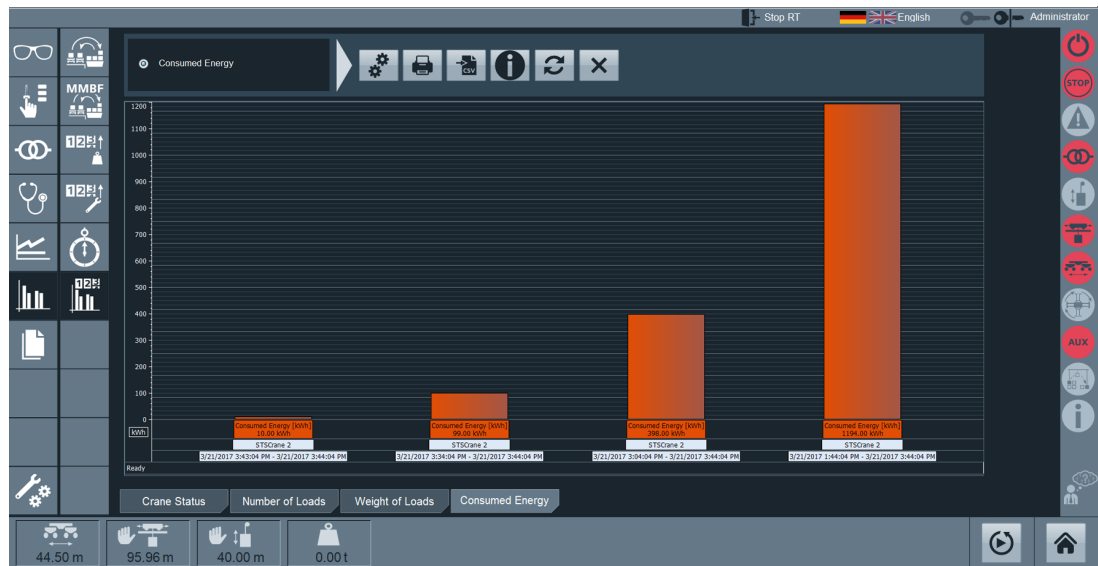 Stop RT
English
Administrator
Consumed Energy
CSV
MMBF
123
123
123
STOP
AUX
1200
1100
1000
900
800
700
600
500
400
300
200
100
0
kWh
Consumed Energy [kWh]
10.00 kWh
STSCrane 2
3/21/2017 3:43:04 PM - 3/21/2017 3:44:04 PM
Consumed Energy [kWh]
99.00 kWh
STSCrane 2
3/21/2017 3:34:04 PM - 3/21/2017 3:44:04 PM
Consumed Energy [kWh]
398.00 kWh
STSCrane 2
3/21/2017 3:04:04 PM - 3/21/2017 3:44:04 PM
Consumed Energy [kWh]
1194.00 kWh
STSCrane 2
3/21/2017 1:44:04 PM - 3/21/2017 3:44:04 PM
Ready
Crane Status
Number of Loads
Weight of Loads
Consumed Energy
44.50 m
95.96 m
40.00 m
0.00 t